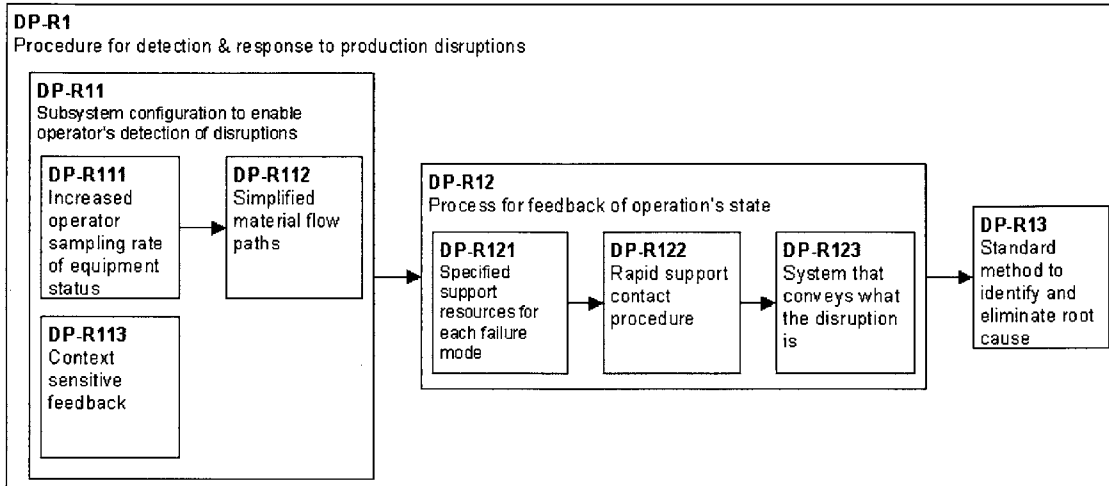 DP-R1
Procedure for detection & response to production disruptions
DP-R11
Subsystem configuration to enable
operator's detection of disruptions
DP-R111
Increased
operator
sampling rate
of equipment
status
DP-R112
Simplified
material flow
paths
DP-R113
Context
sensitive
feedback
DP-R12
Process for feedback of operation's state
DP-R121
Specified
support
resources for
each failure
mode
DP-R122
Rapid support
contact
procedure
DP-R123
System that
conveys what
the disruption
is
DP-R13
Standard
method to
identify and
eliminate root
cause